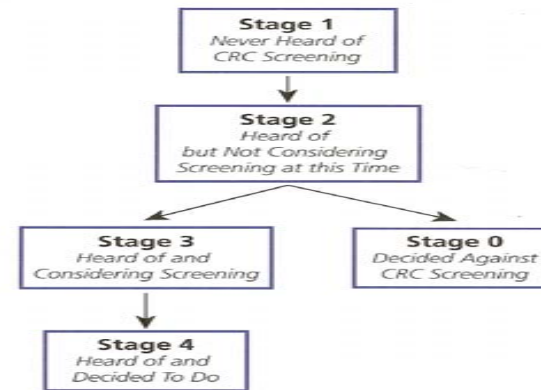 Stage 1
Never Heard of
CRC Screening
Stage 2
Heard of
but Not Considering
Screening at this Time
Stage 3
Heard of and
Considering Screening
Stage 0
Decided Against
CRC Screening
Stage 4
Heard of and
Decided To Do